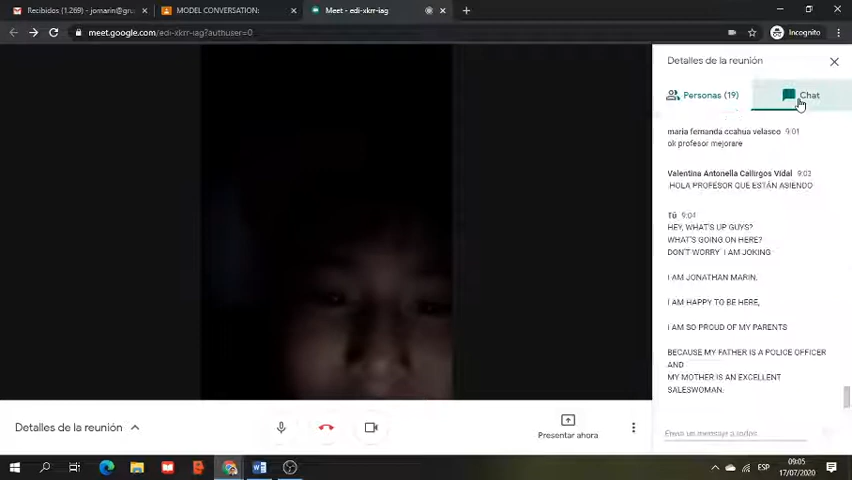 Recibidos (1.269) - jomarin@gru
MODEL CONVERSATION:
Meet - edi-xkrr-iag
meet.google.com/edi-xkrr-iag?authuser=0
Incognito
Detalles de la reunión
Personas (19)
Chat
maria fernanda ccahua velasco 9:01
ok profesor mejorare
Valentina Antonella Callirgos Vidal 9:03
HOLA PROFESOR QUE ESTÁN ASIENDO
Tú 9:04
HEY, WHAT'S UP GUYS?
WHAT'S GOING ON HERE?
DON'T WORRY I AM JOKING
I AM JONATHAN MARIN,
I AM HAPPY TO BE HERE,
I AM SO PROUD OF MY PARENTS
BECAUSE MY FATHER IS A POLICE OFFICER
AND
MY MOTHER IS AN EXCELLENT
SALESWOMAN.
Envía un mensaje a todos
Detalles de la reunión
Presentar ahora
ESP
09:05
17/07/2020